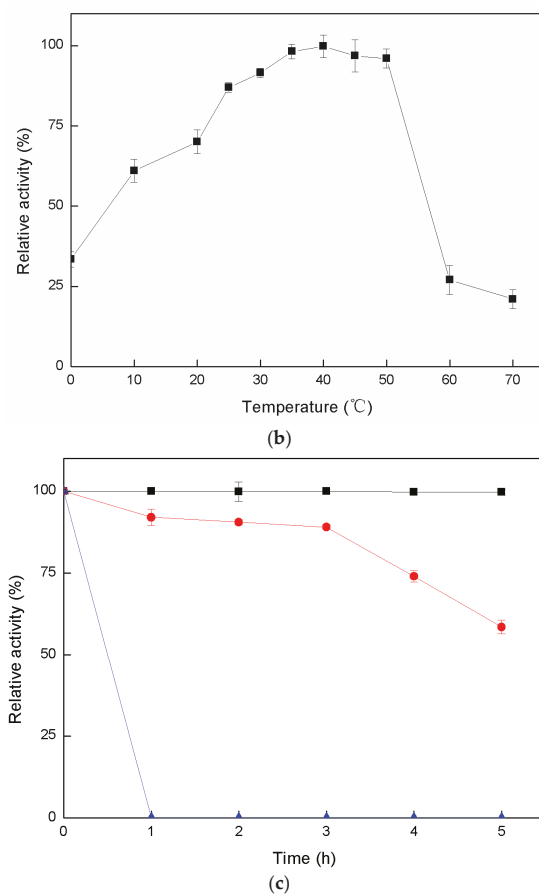 100
75
50
25
0
Relative activity (%)
0 10 20 30 40 50 60 70
Temperature (℃)
(b)
100
75
50
25
0
Relative activity (%)
0 1 2 3 4 5
Time (h)
(c)